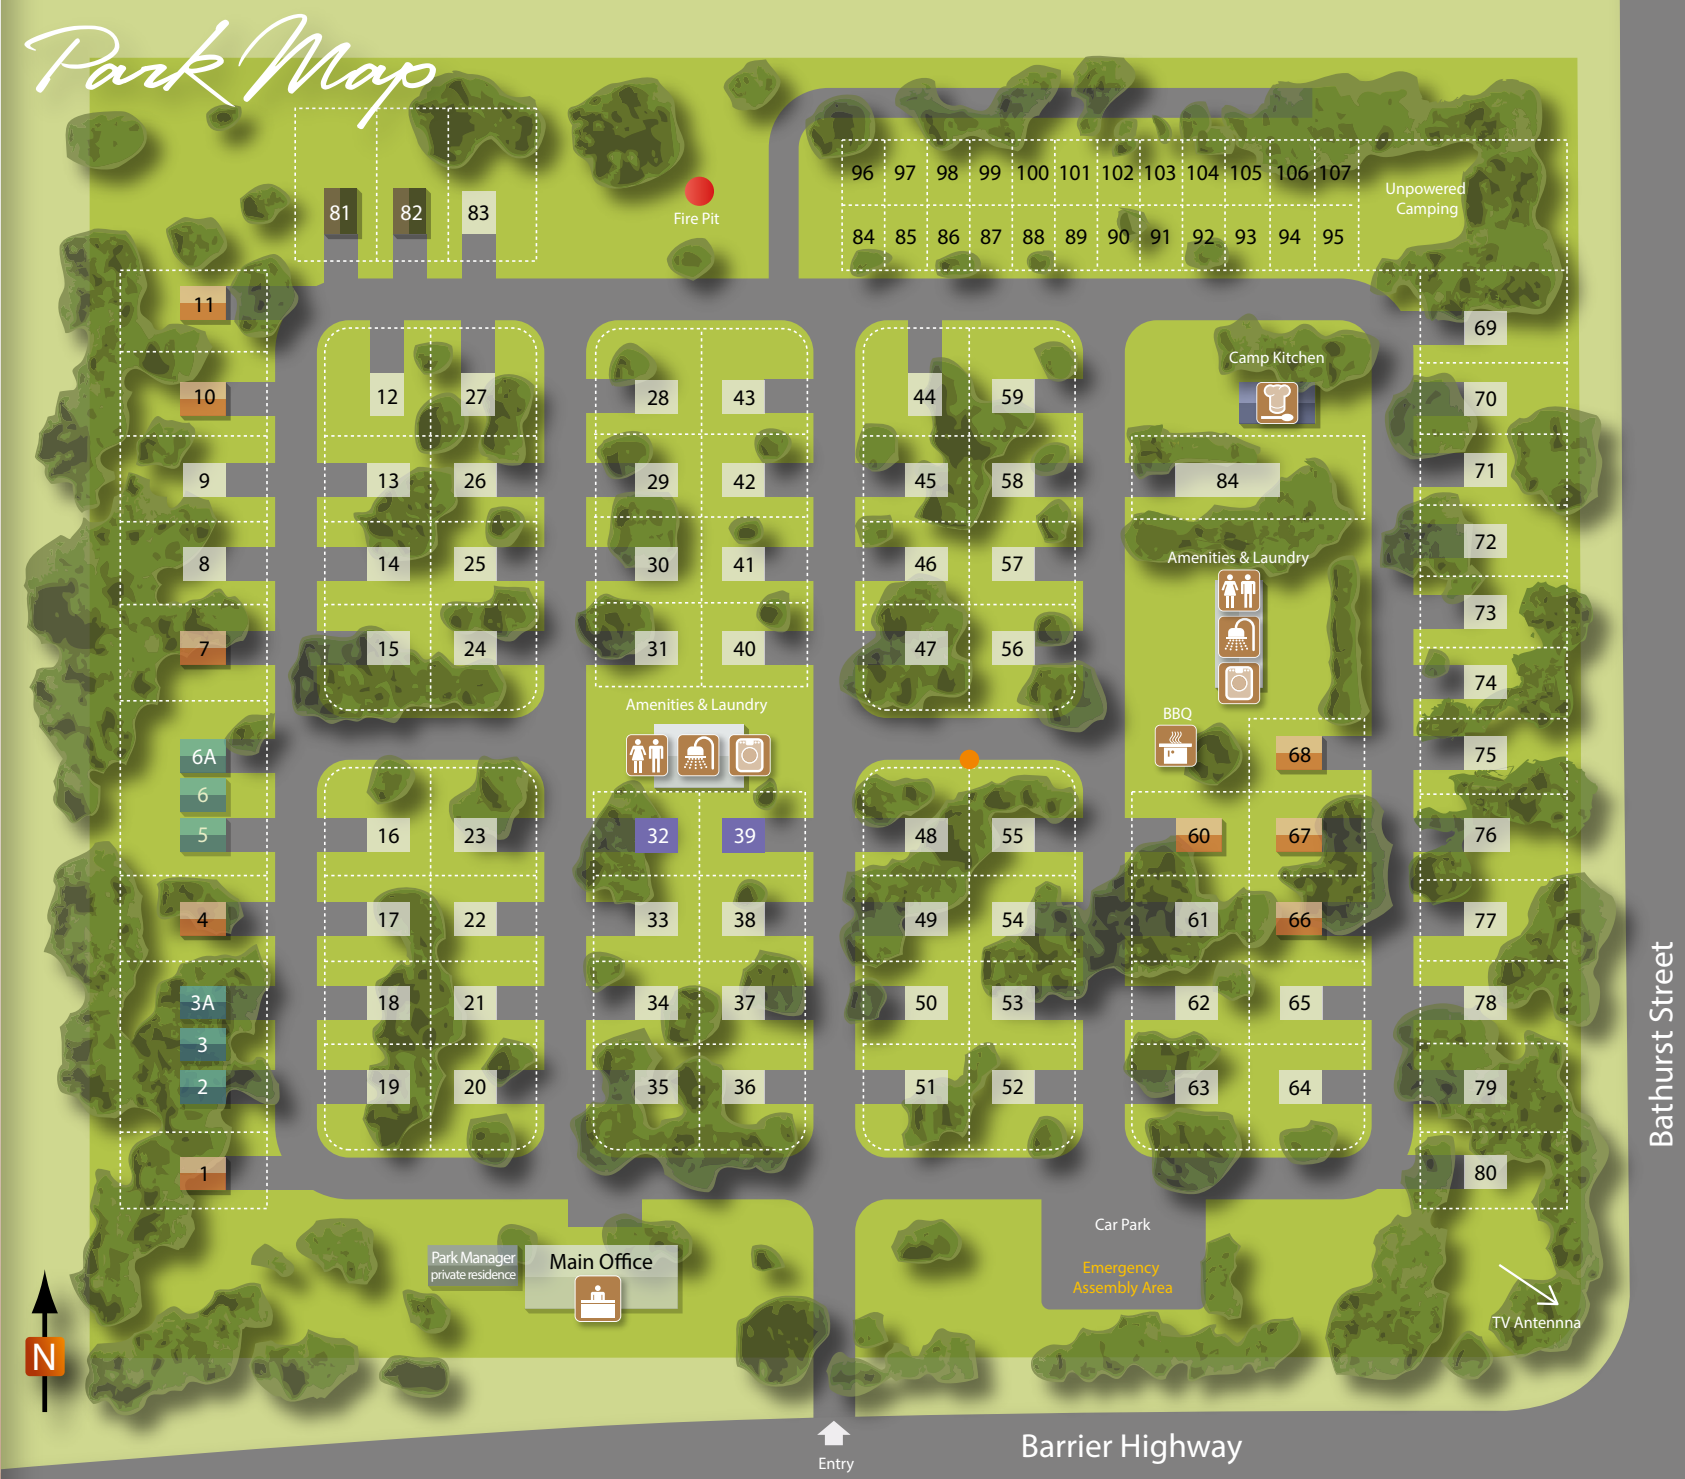 Park Map
81 82 83
Fire Pit
96 97 98 99 100 101 102 103 104 105 106 107
Unpowered
Camping
84 85 86 87 88 89 90 91 92 93 94 95
11
69
Camp Kitchen
10 12 27 28 43 44 59
70
9 13 26 29 42 45 58 84
71
72
8 14 25 30 41 46 57
Amenities & Laundry
73
7 15 24 31 40 47 56
74
Amenities & Laundry
BBQ
6A
68 75
6
5 16 23 32 39 48 55 60 67 76
4 17 22 33 38 49 54 61 66 77
3A 18 21 34 37 50 53 62 65 78
3
2 19 20 35 36 51 52 63 64 79
1
80
Bathurst Street
Car Park
Park Manager
private residence
Main Office
Emergency
Assembly Area
TV Antennna
N
Barrier Highway
Entry